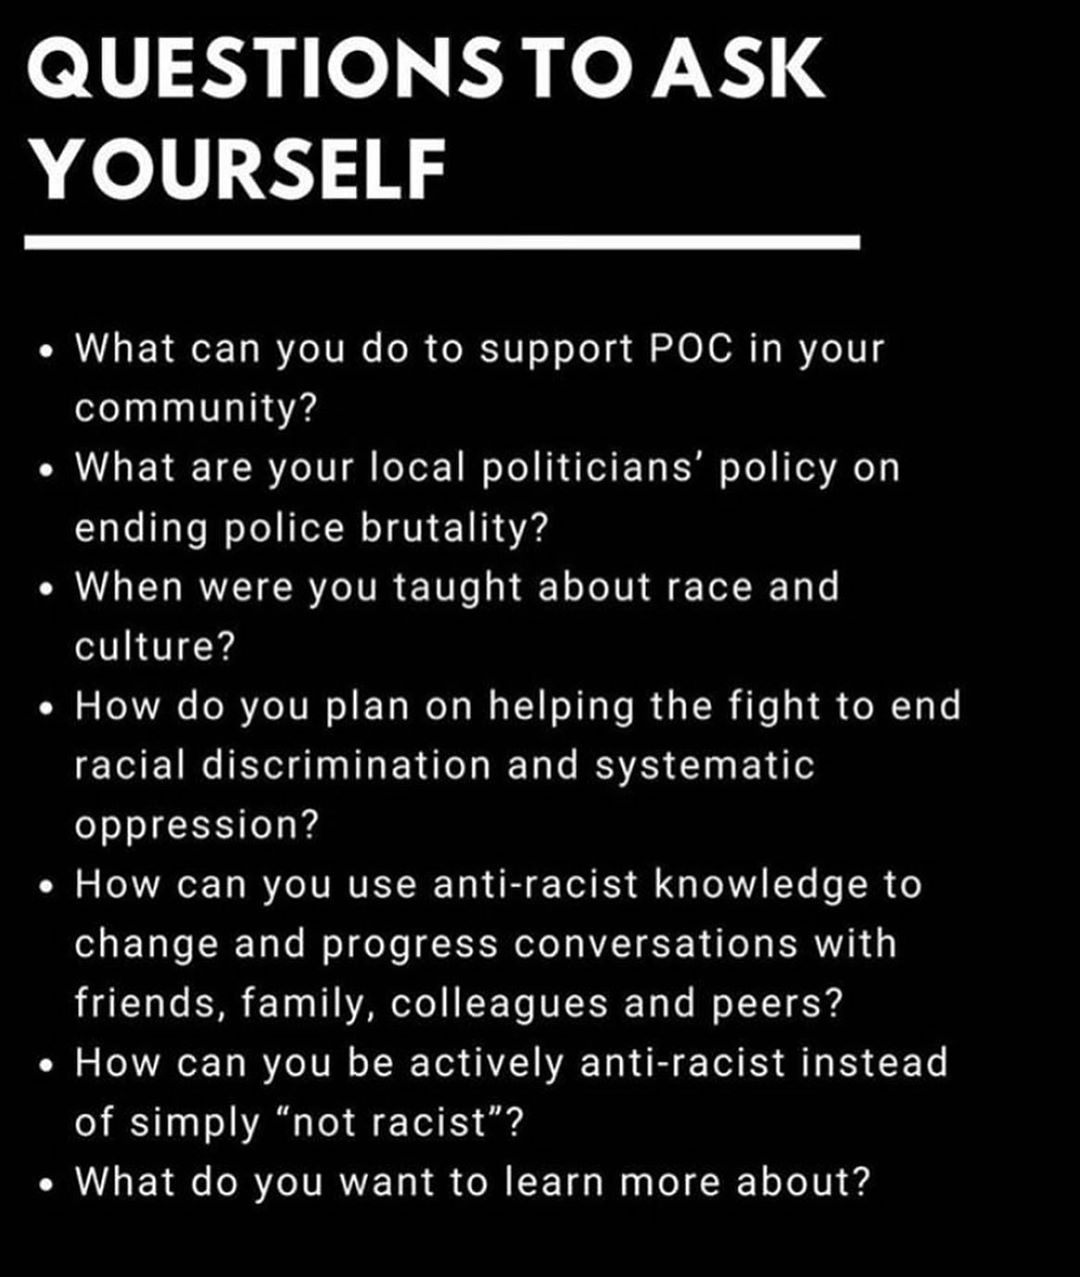 QUESTIONS TO ASK
YOURSELF
• What can you do to support POC in your
community?
• What are your local politicians’ policy on
ending police brutality?
• When were you taught about race and
culture?
• How do you plan on helping the fight to end
racial discrimination and systematic
oppression?
• How can you use anti-racist knowledge to
change and progress conversations with
friends, family, colleagues and peers?
• How can you be actively anti-racist instead
of simply “not racist”?
• What do you want to learn more about?